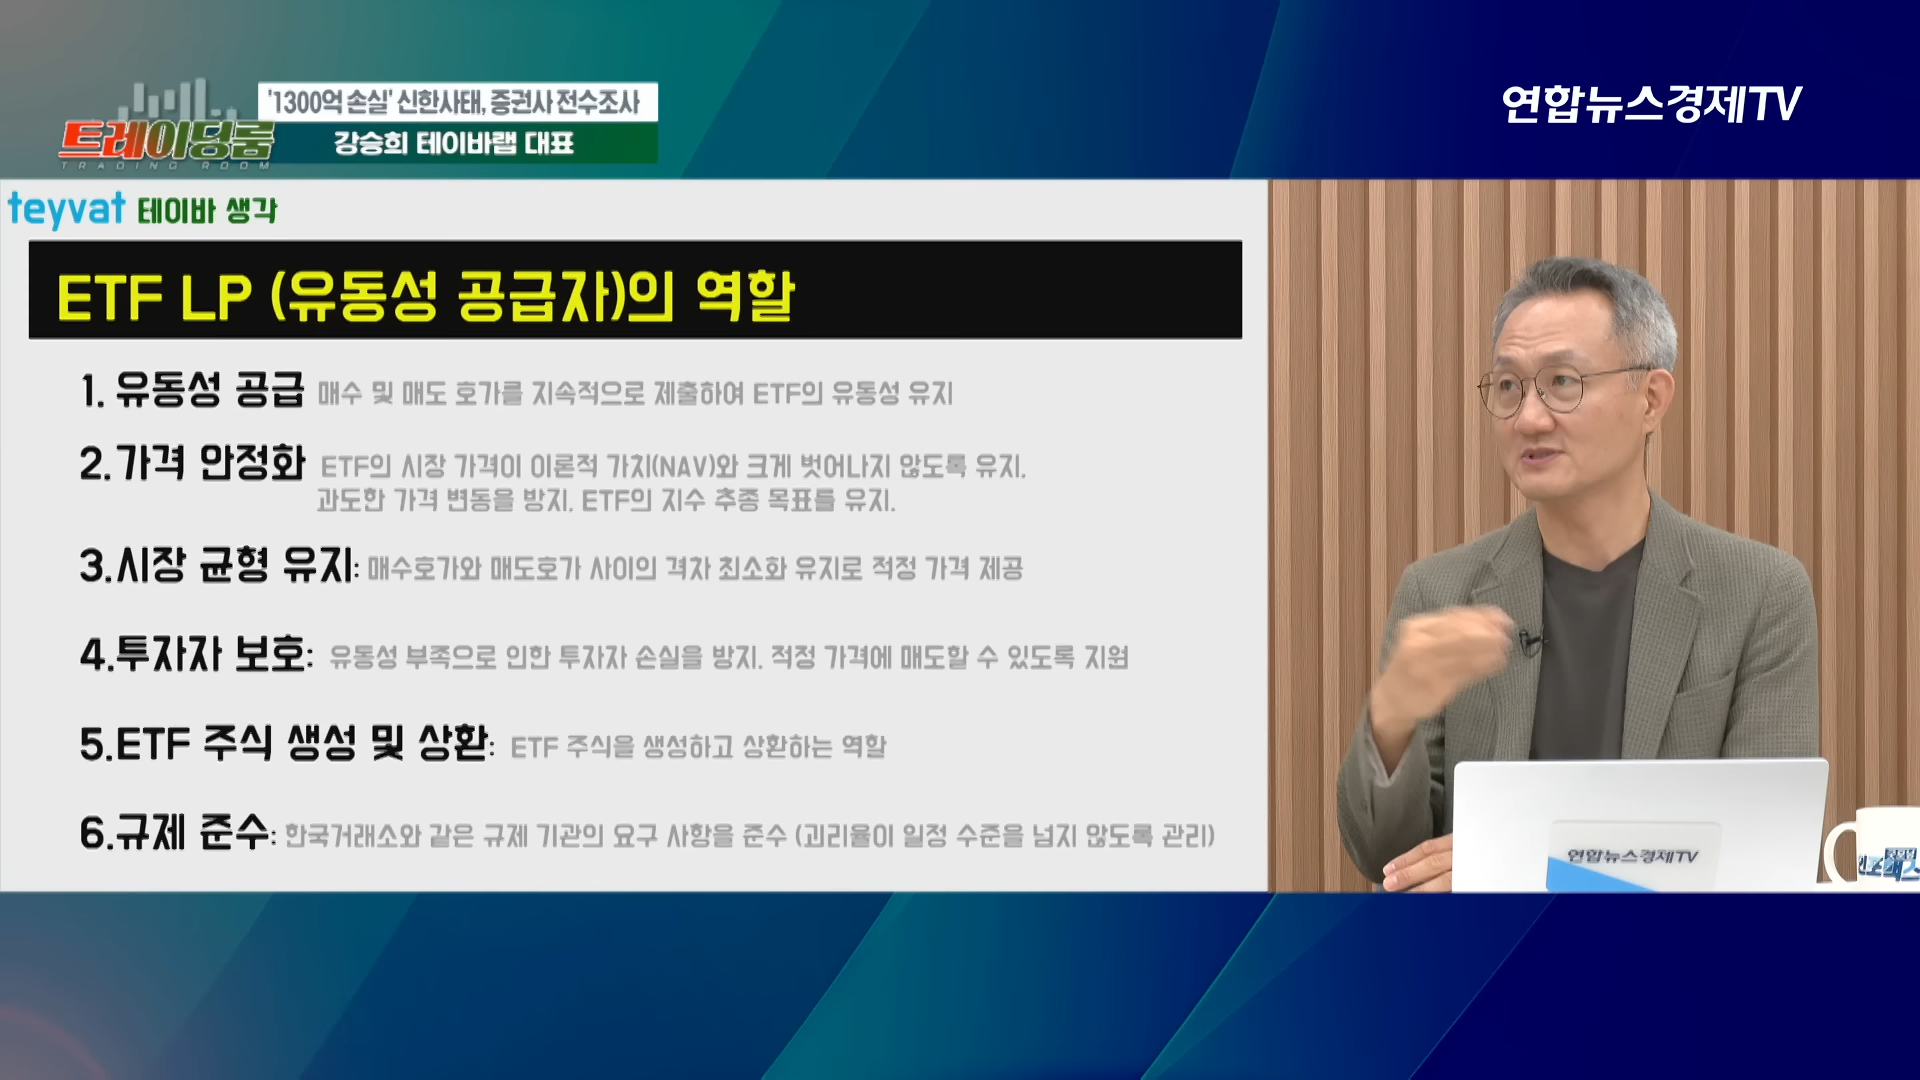 '1300억 손실' 신한사태, 증권사 전수조사
트레이딩룸
TRADING ROOM
강승희 테이바랩 대표
연합뉴스경제TV
teyvat 테이바 생각
ETF LP (유동성 공급자)의 역할
1. 유동성 공급 매수 및 매도 호가를 지속적으로 제출하여 ETF의 유동성 유지
2.가격 안정화 ETF의 시장 가격이 이론적 가치(NAV)와 크게 벗어나지 않도록 유지.
과도한 가격 변동을 방지. ETF의 지수 추종 목표를 유지.
3.시장 균형 유지: 매수호가와 매도호가 사이의 격차 최소화 유지로 적정 가격 제공
4.투자자 보호: 유동성 부족으로 인한 투자자 손실을 방지. 적정 가격에 매도할 수 있도록 지원
5.ETF 주식 생성 및 상환: ETF 주식을 생성하고 상환하는 역할
6.규제 준수: 한국거래소와 같은 규제 기관의 요구 사항을 준수 (괴리율이 일정 수준을 넘지 않도록 관리)
연합뉴스경제TV